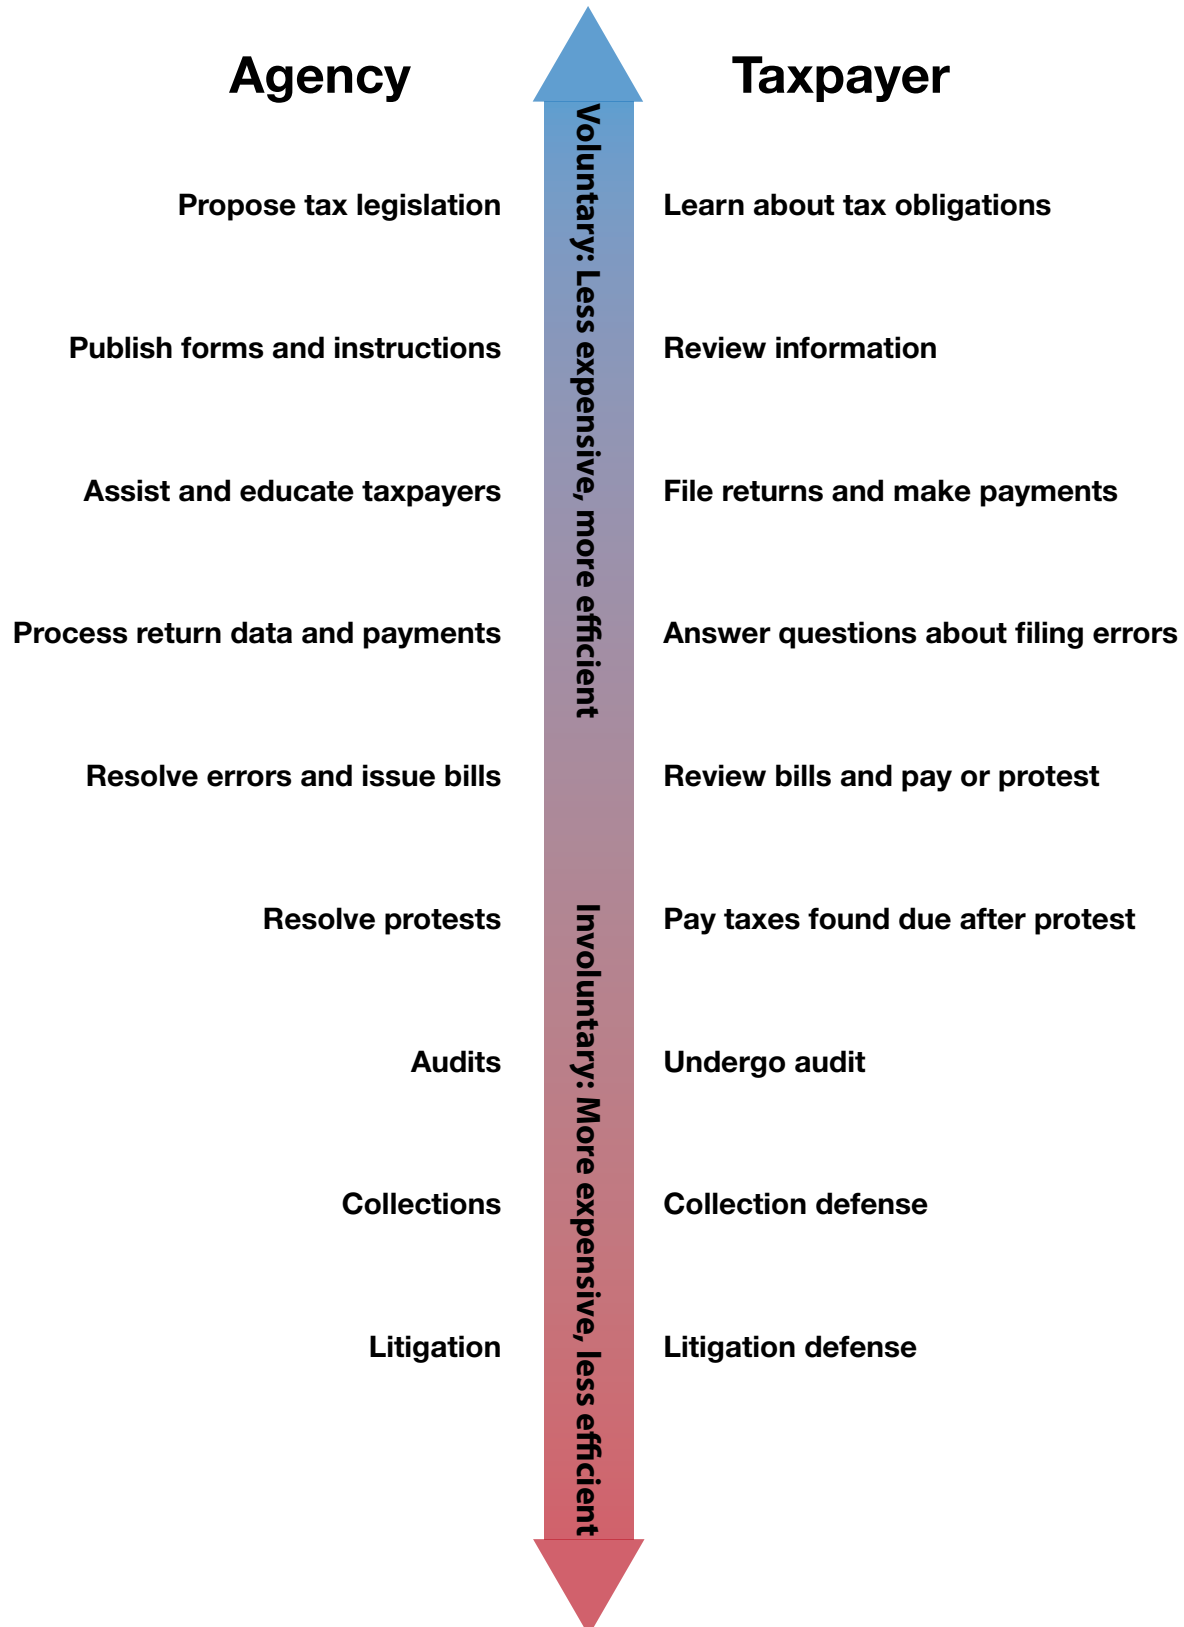 Agency
Taxpayer
Voluntary: Less expensive, more efficient
Propose tax legislation
Learn about tax obligations
Publish forms and instructions
Review information
Assist and educate taxpayers
File returns and make payments
Process return data and payments
Answer questions about filing errors
Resolve errors and issue bills
Review bills and pay or protest
Involuntary: More expensive, less efficient
Resolve protests
Pay taxes found due after protest
Audits
Undergo audit
Collections
Collection defense
Litigation
Litigation defense